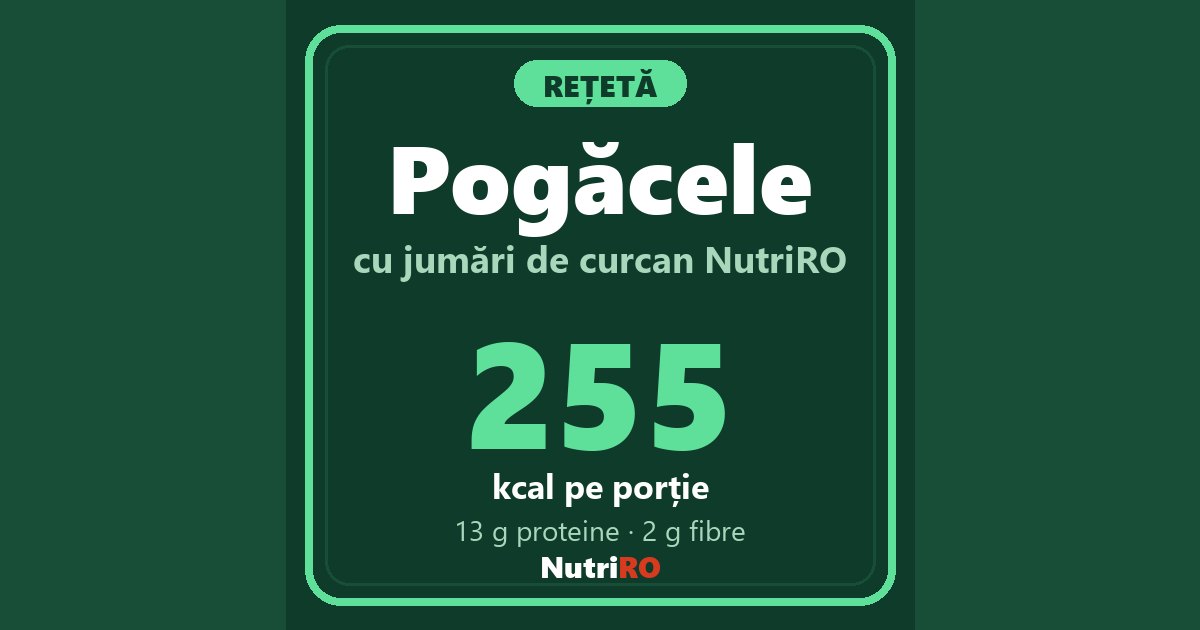 REȚETĂ
Pogăcele
cu jumări de curcan NutriRO
255
kcal pe porție
13 g proteine · 2 g fibre
NutriRO